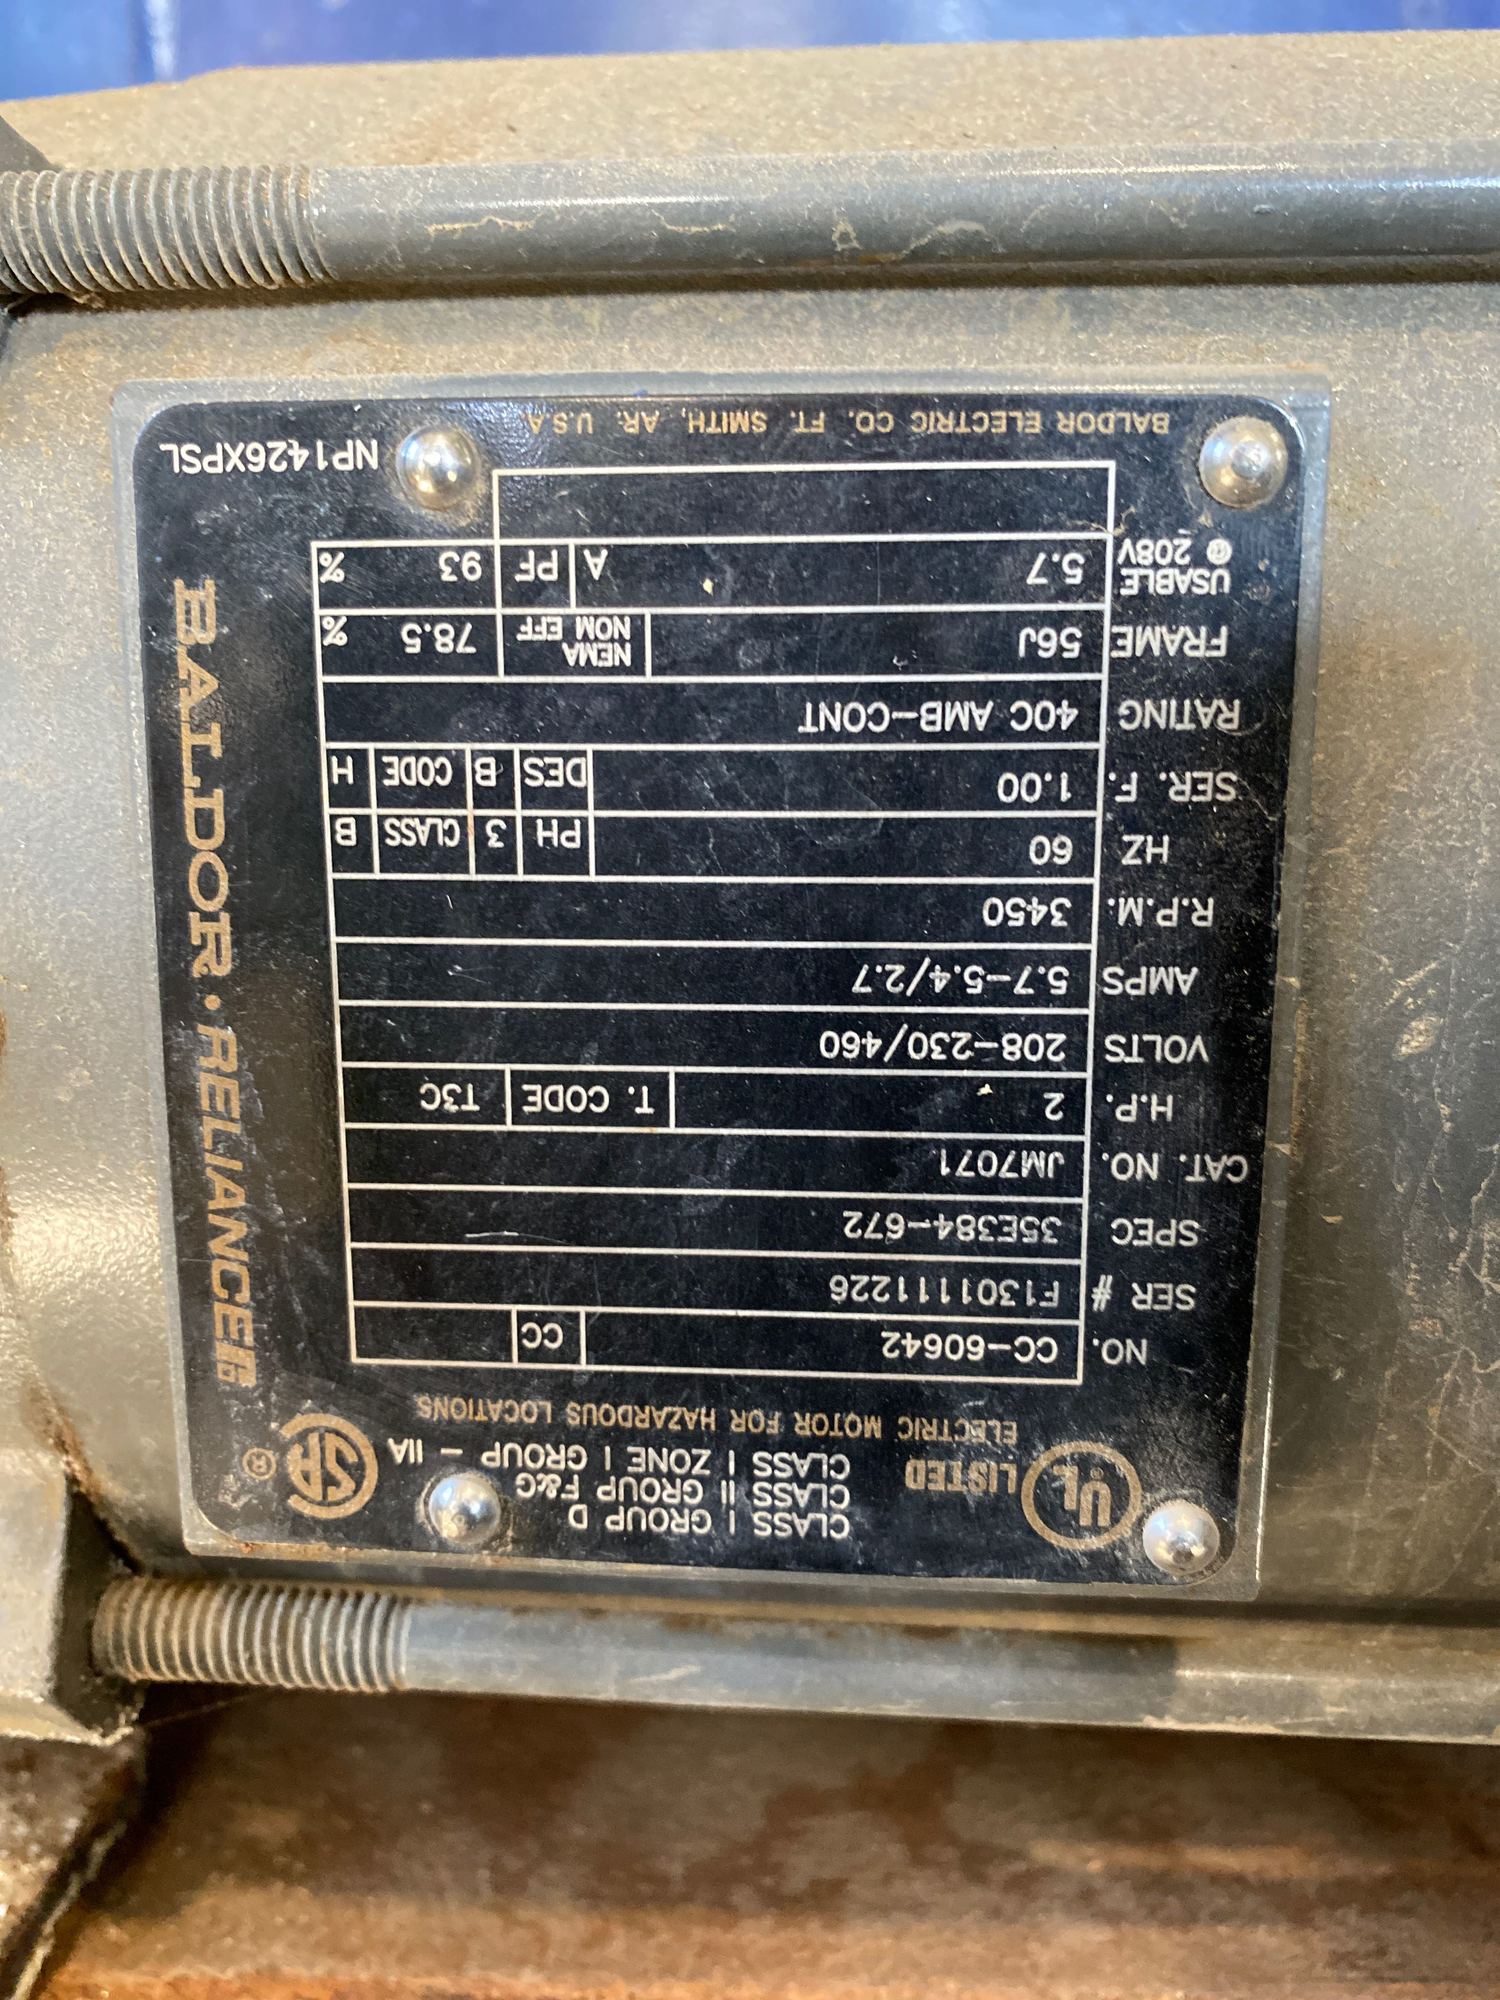 CLASS I GROUP D
CLASS II GROUP F&G
CLASS I ZONE I GROUP – IIA
UL LISTED
SA ®
ELECTRIC MOTOR FOR HAZARDOUS LOCATIONS
NO. CC-60642 CC
SER # F1301111226
SPEC 35E384-672
CAT. NO. JM7071
H.P. 2 T. CODE T3C
VOLTS 208-230/460
AMPS 5.7-5.4/2.7
R.P.M. 3450
HZ 60 PH 3 CLASS B
SER. F. 1.00 DES B CODE H
RATING 40C AMB-CONT
FRAME 56J NEMA NOM EFF 78.5 %
USABLE @ 208V 5.7 A PF 93 %
BALDOR ELECTRIC CO. FT. SMITH, AR. U.S.A.
NP1426XPSL
BALDOR · RELIANCE